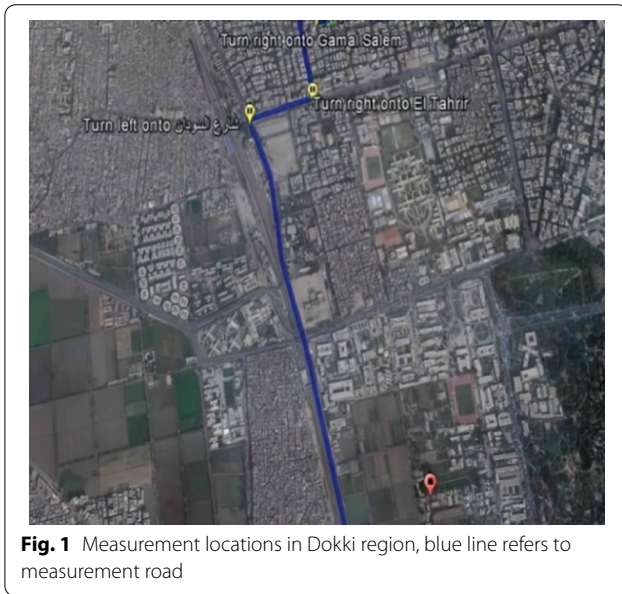 Turn right onto Gamal Salem
Turn right onto El Tahrir
Turn left onto شارع السودان
Fig. 1 Measurement locations in Dokki region, blue line refers to
measurement road